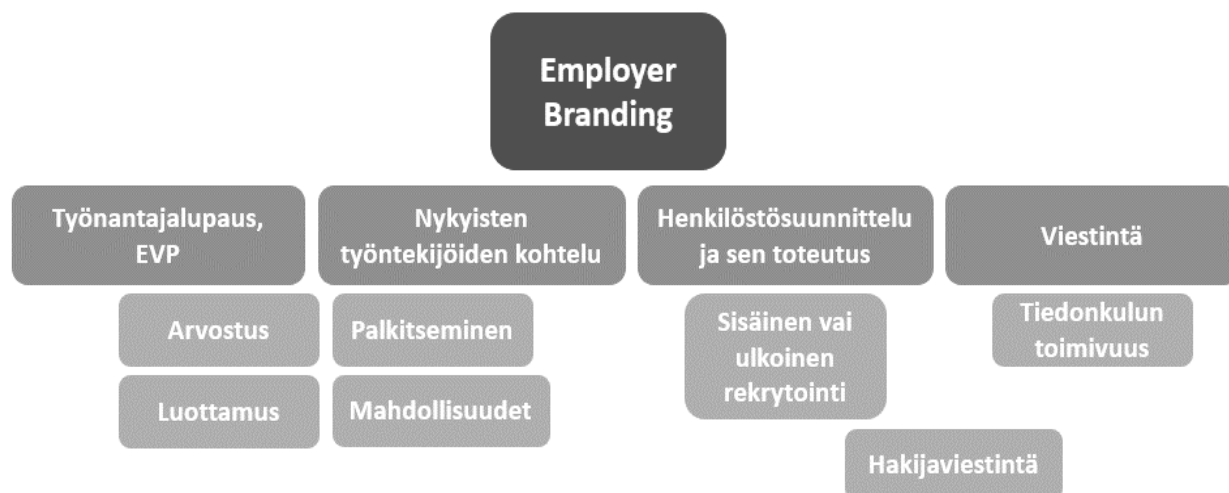 Employer
Branding
Työnantajalupaus,
EVP
Nykyisten
työntekijöiden kohtelu
Henkilöstösuunnittelu
ja sen toteutus
Viestintä
Arvostus
Palkitseminen
Sisäinen vai
ulkoinen
rekrytointi
Tiedonkulun
toimivuus
Luottamus
Mahdollisuudet
Hakijaviestintä